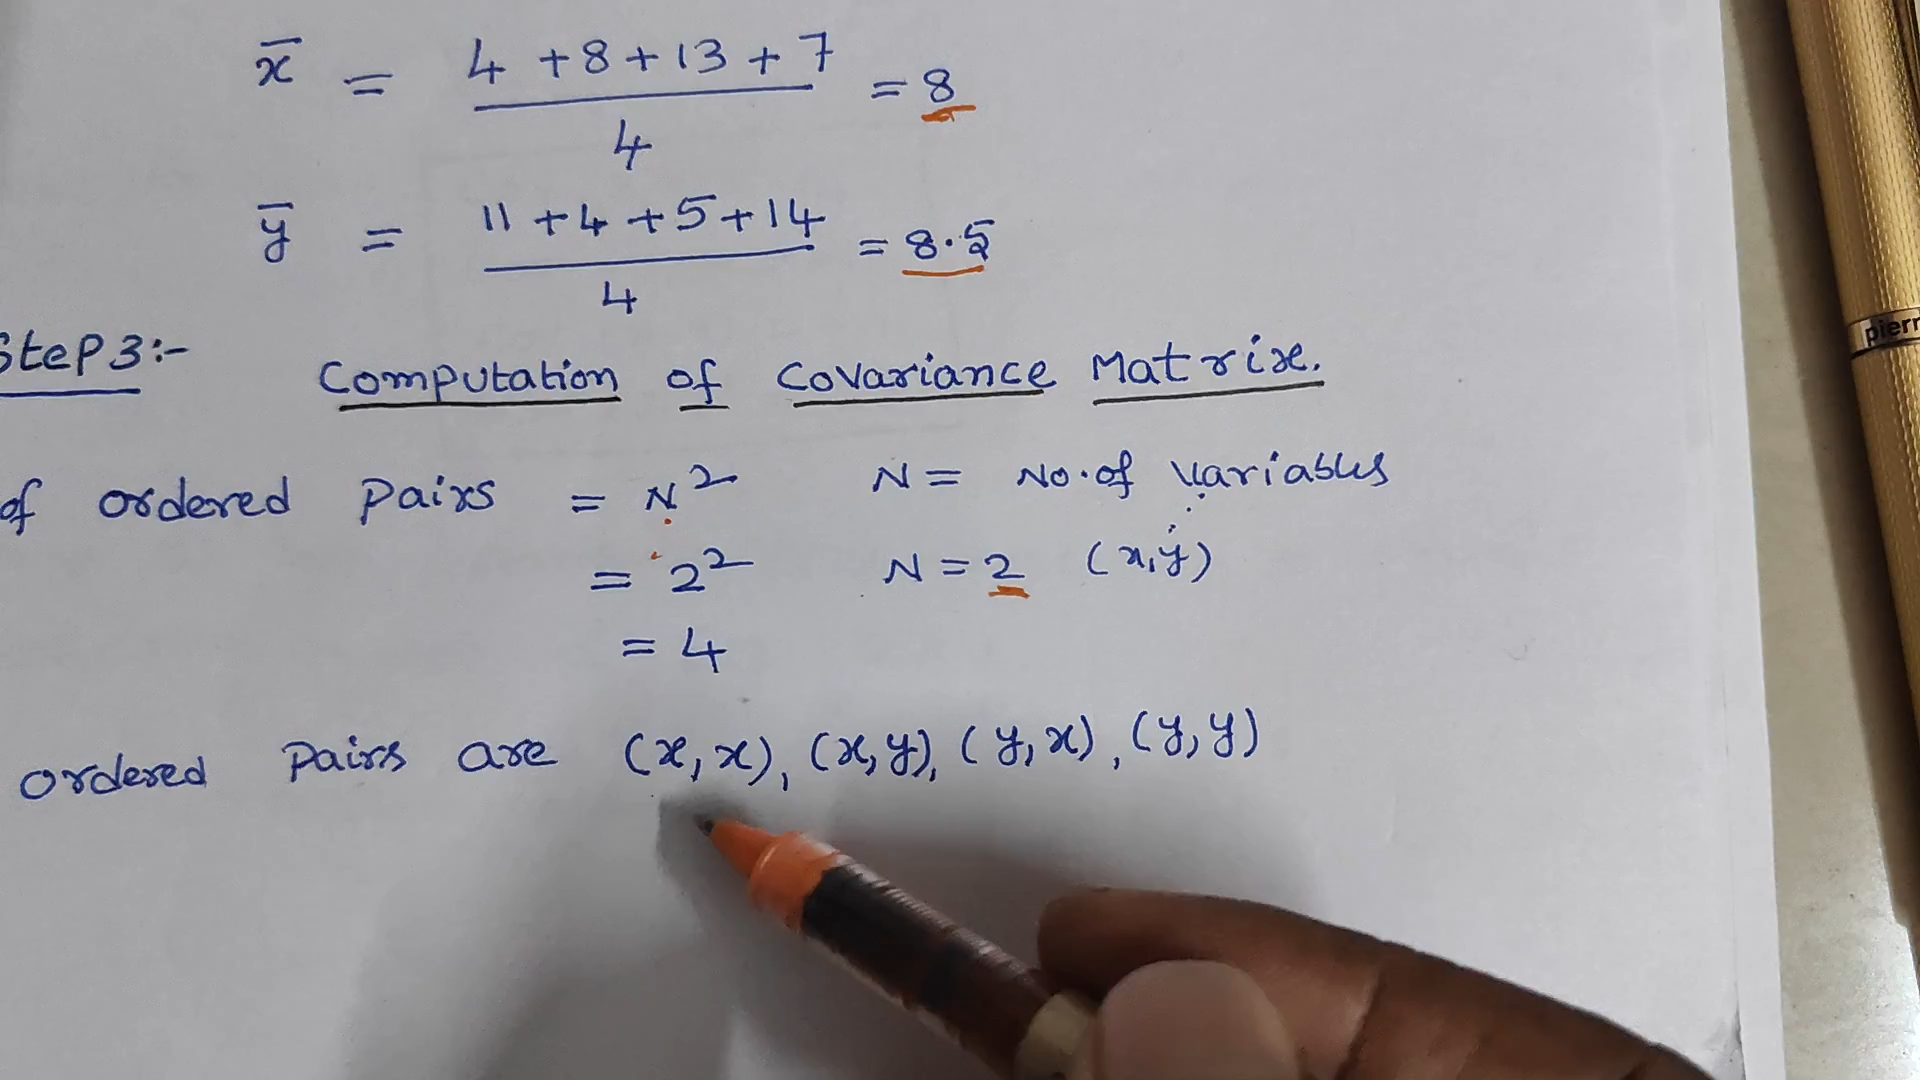 x̄ = 4 + 8 + 13 + 7 / 4 = 8
ȳ = 11 + 4 + 5 + 14 / 4 = 8.5
Step 3:-
Computation of Covariance Matrix.
of ordered Pairs = N² N = No. of Variables
= 2² N = 2 (x,y)
= 4
ordered Pairs are (x,x), (x,y), (y,x), (y,y)
pierr